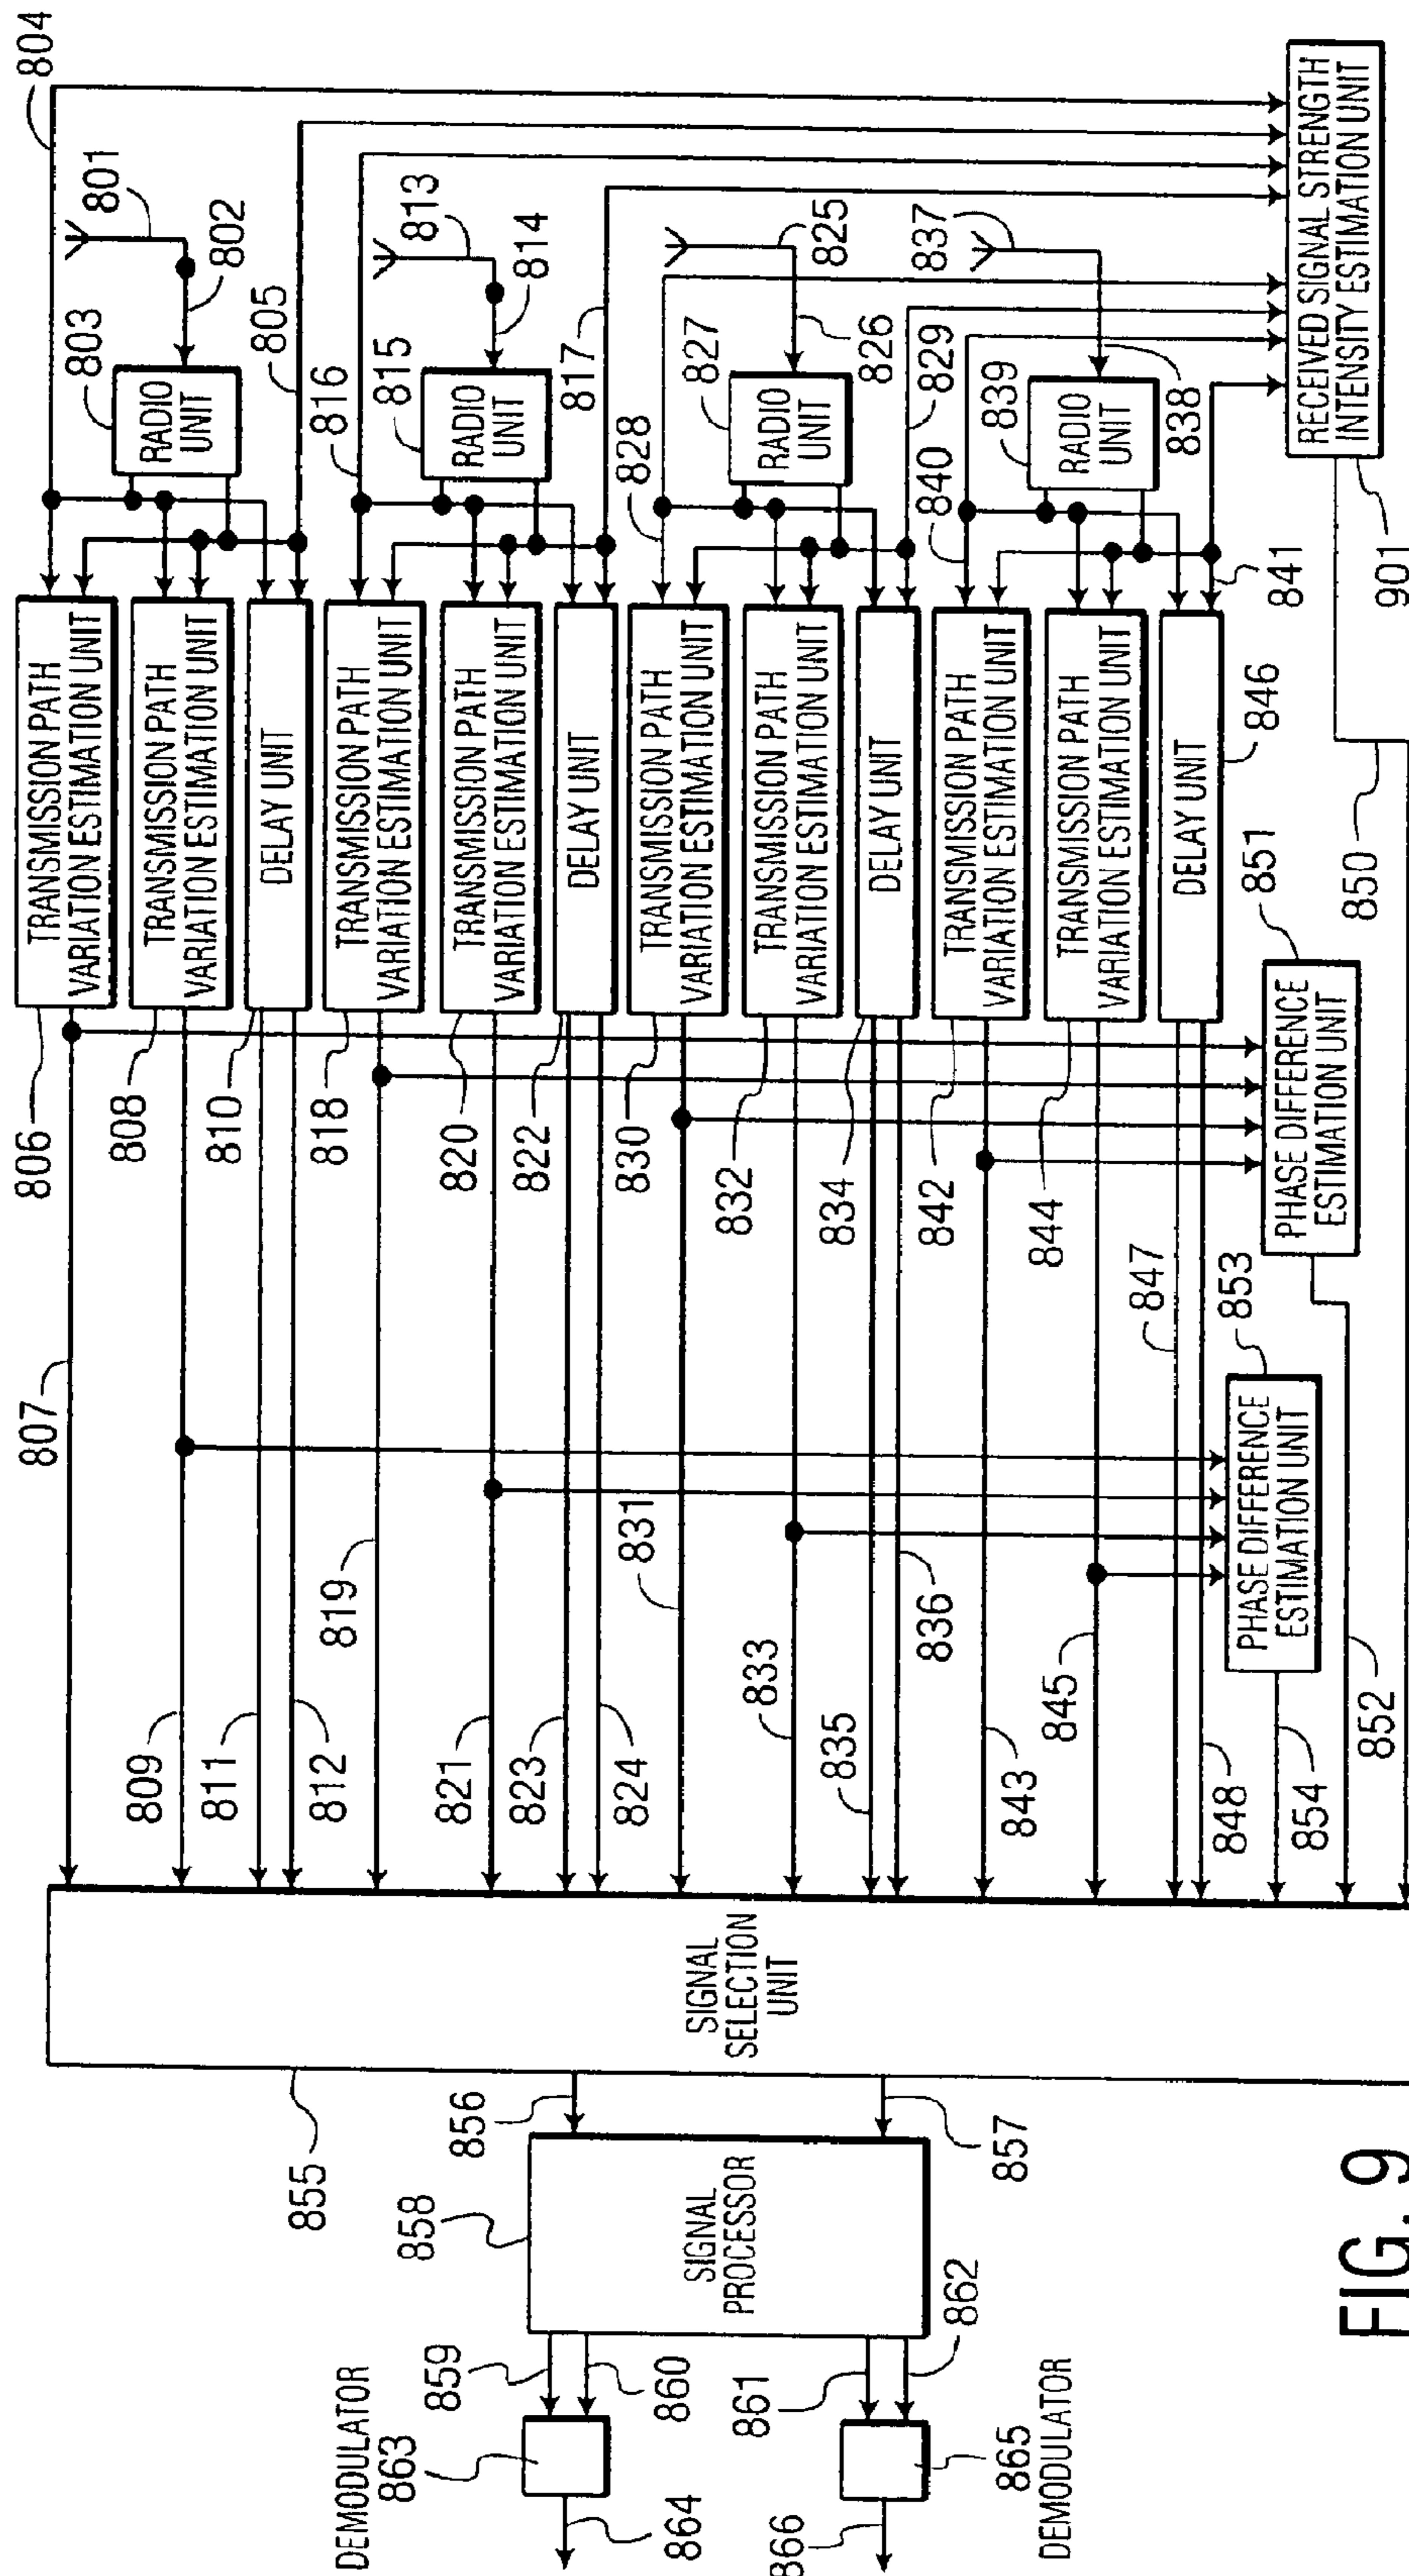 804
801
802
803
RADIO
UNIT
805
TRANSMISSION PATH
VARIATION ESTIMATION UNIT
806
807
TRANSMISSION PATH
VARIATION ESTIMATION UNIT
808
809
DELAY UNIT
810
811
812
813
814
815
RADIO
UNIT
816
817
TRANSMISSION PATH
VARIATION ESTIMATION UNIT
818
819
TRANSMISSION PATH
VARIATION ESTIMATION UNIT
820
821
DELAY UNIT
822
823
824
825
826
827
RADIO
UNIT
828
829
TRANSMISSION PATH
VARIATION ESTIMATION UNIT
830
831
TRANSMISSION PATH
VARIATION ESTIMATION UNIT
832
833
DELAY UNIT
834
835
836
837
838
839
RADIO
UNIT
840
841
TRANSMISSION PATH
VARIATION ESTIMATION UNIT
842
843
TRANSMISSION PATH
VARIATION ESTIMATION UNIT
844
845
DELAY UNIT
846
847
848
RECEIVED SIGNAL STRENGTH
INTENSITY ESTIMATION UNIT
901
850
851
PHASE DIFFERENCE
ESTIMATION UNIT
852
853
PHASE DIFFERENCE
ESTIMATION UNIT
854
SIGNAL
SELECTION
UNIT
855
856
857
858
SIGNAL
PROCESSOR
859
860
861
862
DEMODULATOR
863
864
865
DEMODULATOR
866
FIG. 9